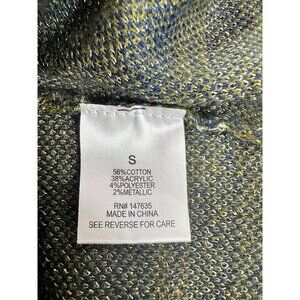 S
56%COTTON
38%ACRYLIC
4%POLYESTER
2%METALLIC
RN# 147635
MADE IN CHINA
SEE REVERSE FOR CARE